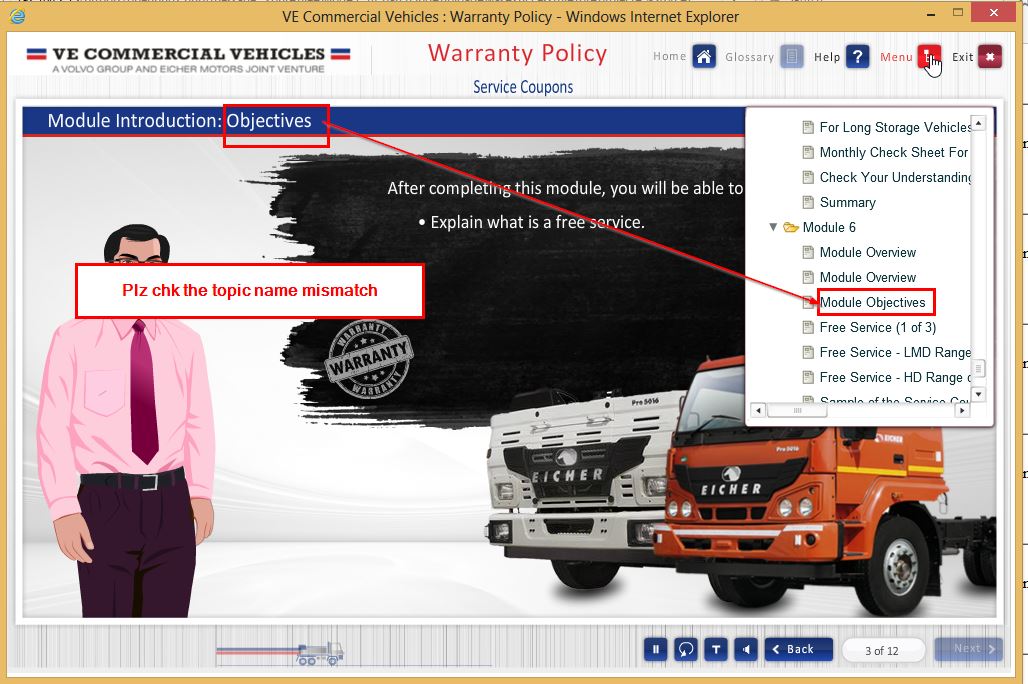 VE Commercial Vehicles : Warranty Policy - Windows Internet Explorer
VE COMMERCIAL VEHICLES
A VOLVO GROUP AND EICHER MOTORS JOINT VENTURE
Warranty Policy
Home
Glossary
Help
?
Menu
Exit
Service Coupons
Module Introduction: Objectives
After completing this module, you will be able to
• Explain what is a free service.
Plz chk the topic name mismatch
WARRANTY
WARRANTY
WARRANTY
For Long Storage Vehicles
Monthly Check Sheet For
Check Your Understanding
Summary
Module 6
Module Overview
Module Overview
Module Objectives
Free Service (1 of 3)
Free Service - LMD Range
Free Service - HD Range
Sample of the Service
Pro 5016
EICHER
EICHER
Pro 5016
EICHER
T
Back
3 of 12
Next